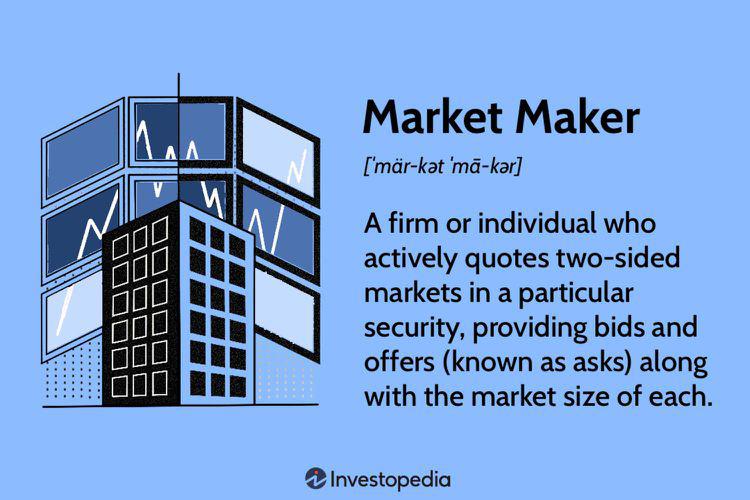 Market Maker
[ˈmär-kət ˈmā-kər]
A firm or individual who
actively quotes two-sided
markets in a particular
security, providing bids and
offers (known as asks) along
with the market size of each.
Investopedia